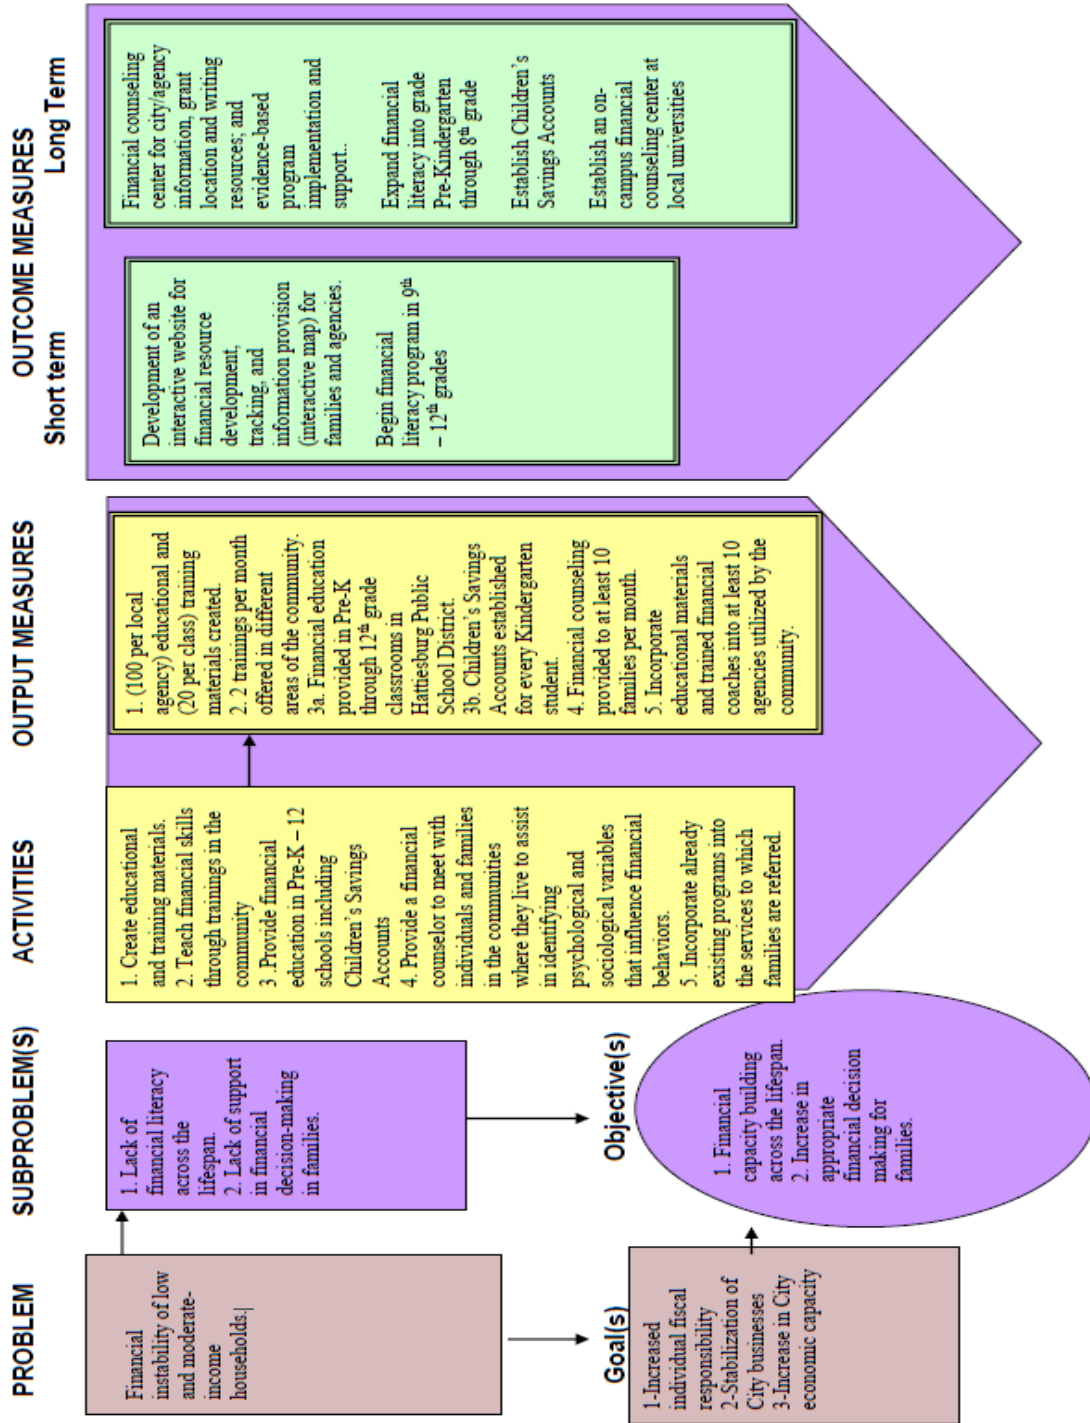 PROBLEM
Financial
instability of low
and moderate-
income
households.|
Goal(s)
1-Increased
individual fiscal
responsibility
2-Stabilization of
City businesses
3-Increase in City
economic capacity
SUBPROBLEM(S)
1. Lack of
financial literacy
across the
lifespan.
2. Lack of support
in financial
decision-making
in families.
Objective(s)
1. Financial
capacity building
across the lifespan.
2. Increase in
appropriate
financial decision
making for
families.
ACTIVITIES
1. Create educational
and training materials.
2. Teach financial skills
through trainings in the
community
3. Provide financial
education in Pre-K – 12
schools including
Children's Savings
Accounts
4. Provide a financial
counselor to meet with
individuals and families
in the communities
where they live to assist
in identifying
psychological and
sociological variables
that influence financial
behaviors.
5. Incorporate already
existing programs into
the services to which
families are referred.
OUTPUT MEASURES
1. (100 per local
agency) educational and
(20 per class) training
materials created.
2. 2 trainings per month
offered in different
areas of the community.
3a. Financial education
provided in Pre-K
through 12th grade
classrooms in
Hattiesburg Public
School District.
3b. Children's Savings
Accounts established
for every Kindergarten
student.
4. Financial counseling
provided to at least 10
families per month.
5. Incorporate
educational materials
and trained financial
coaches into at least 10
agencies utilized by the
community.
OUTCOME MEASURES
Short term
Development of an
interactive website for
financial resource
development,
tracking, and
information provision
(interactive map) for
families and agencies.
Begin financial
literacy program in 9th
– 12th grades
Long Term
Financial counseling
center for city/agency
information, grant
location and writing
resources; and
evidence-based
program
implementation and
support..
Expand financial
literacy into grade
Pre-Kindergarten
through 8th grade
Establish Children's
Savings Accounts
Establish an on-
campus financial
counseling center at
local universities